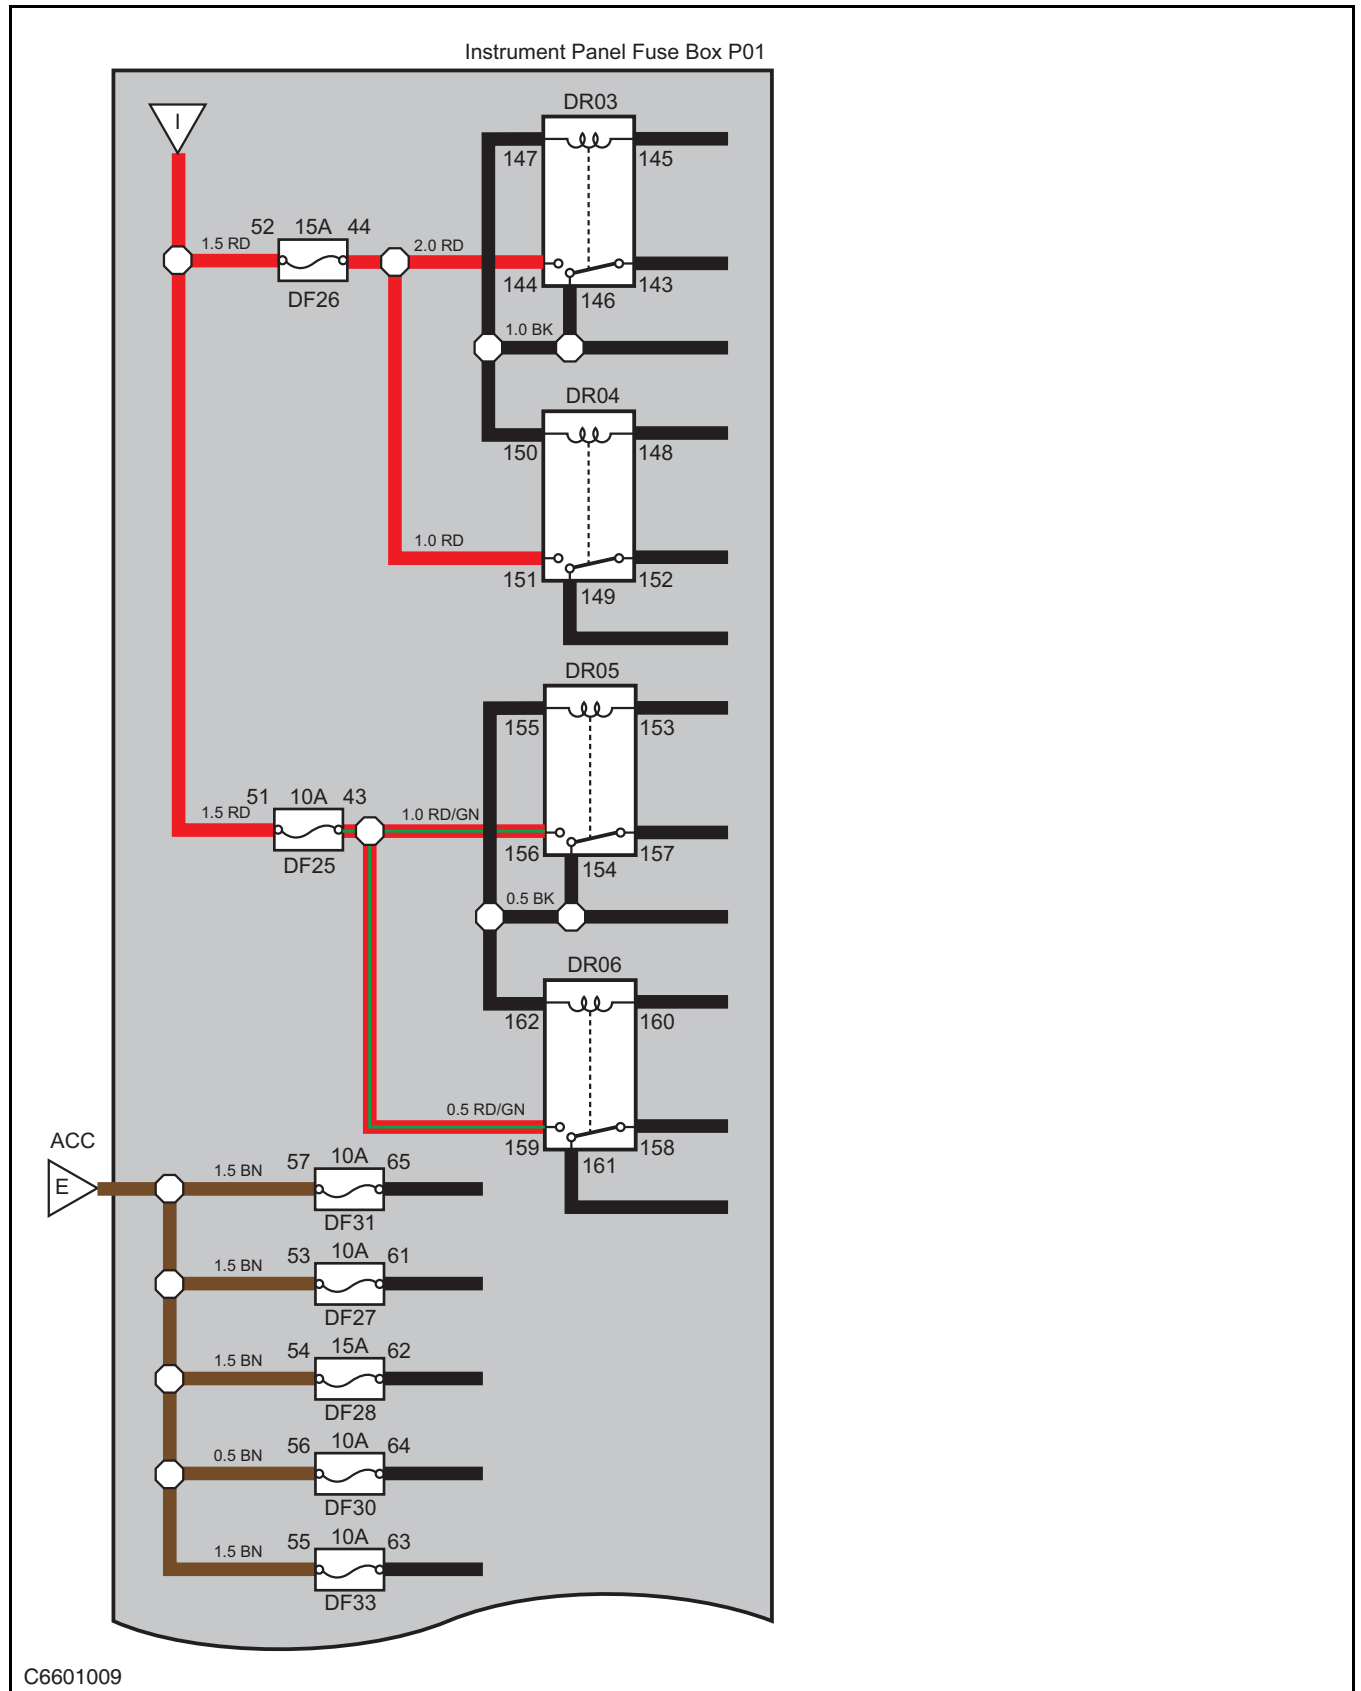 Instrument Panel Fuse Box P01
I
DR03
147
145
52
15A
44
1.5 RD
2.0 RD
DF26
144
146
143
1.0 BK
DR04
150
148
1.0 RD
151
149
152
DR05
155
153
51
10A
43
1.5 RD
1.0 RD/GN
DF25
156
154
157
0.5 BK
DR06
162
160
0.5 RD/GN
159
161
158
ACC
E
1.5 BN
57
10A
65
DF31
1.5 BN
53
10A
61
DF27
1.5 BN
54
15A
62
DF28
0.5 BN
56
10A
64
DF30
1.5 BN
55
10A
63
DF33
C6601009